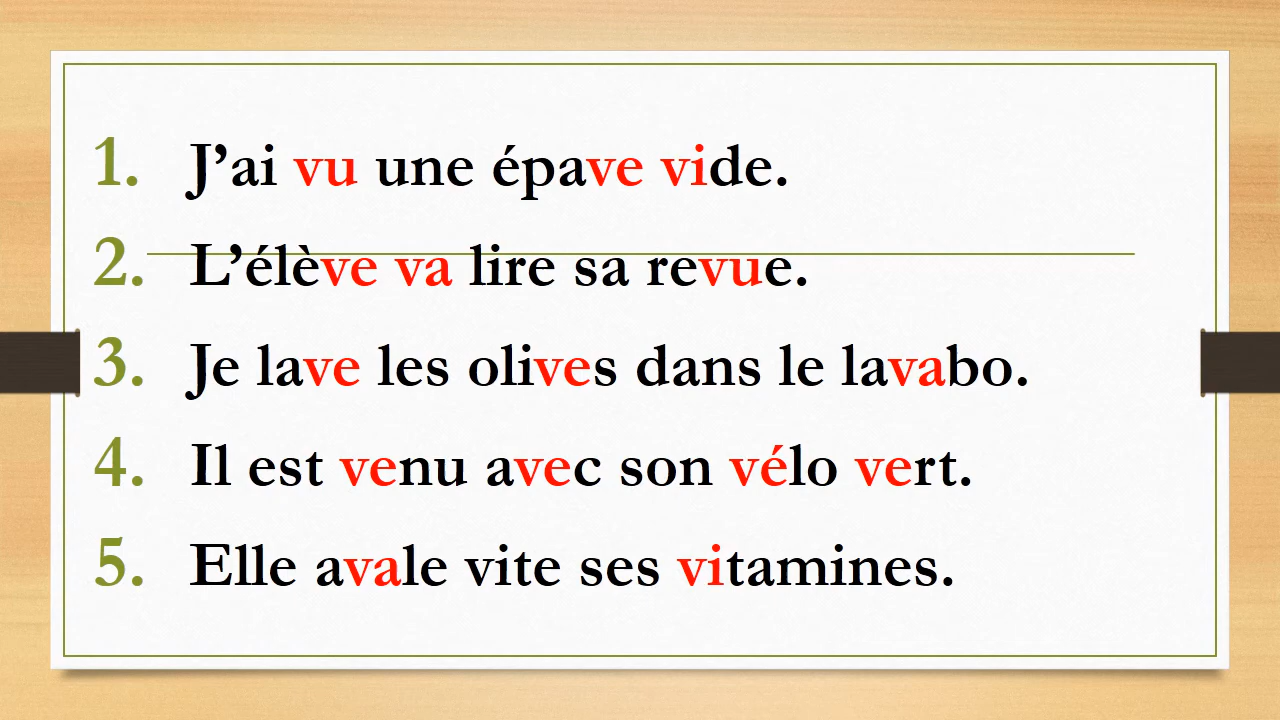 1. J’ai vu une épave vide.
2. L’élève va lire sa revue.
3. Je lave les olives dans le lavabo.
4. Il est venu avec son vélo vert.
5. Elle avale vite ses vitamines.